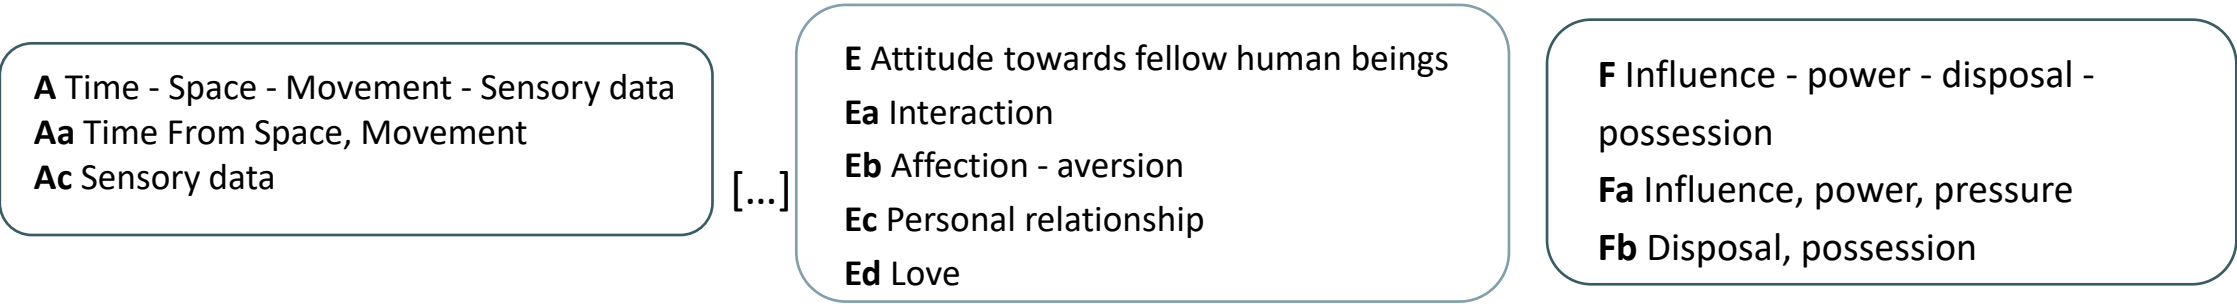 A Time - Space - Movement - Sensory data
Aa Time From Space, Movement
Ac Sensory data
[...]
E Attitude towards fellow human beings
Ea Interaction
Eb Affection - aversion
Ec Personal relationship
Ed Love
F Influence - power - disposal -
possession
Fa Influence, power, pressure
Fb Disposal, possession